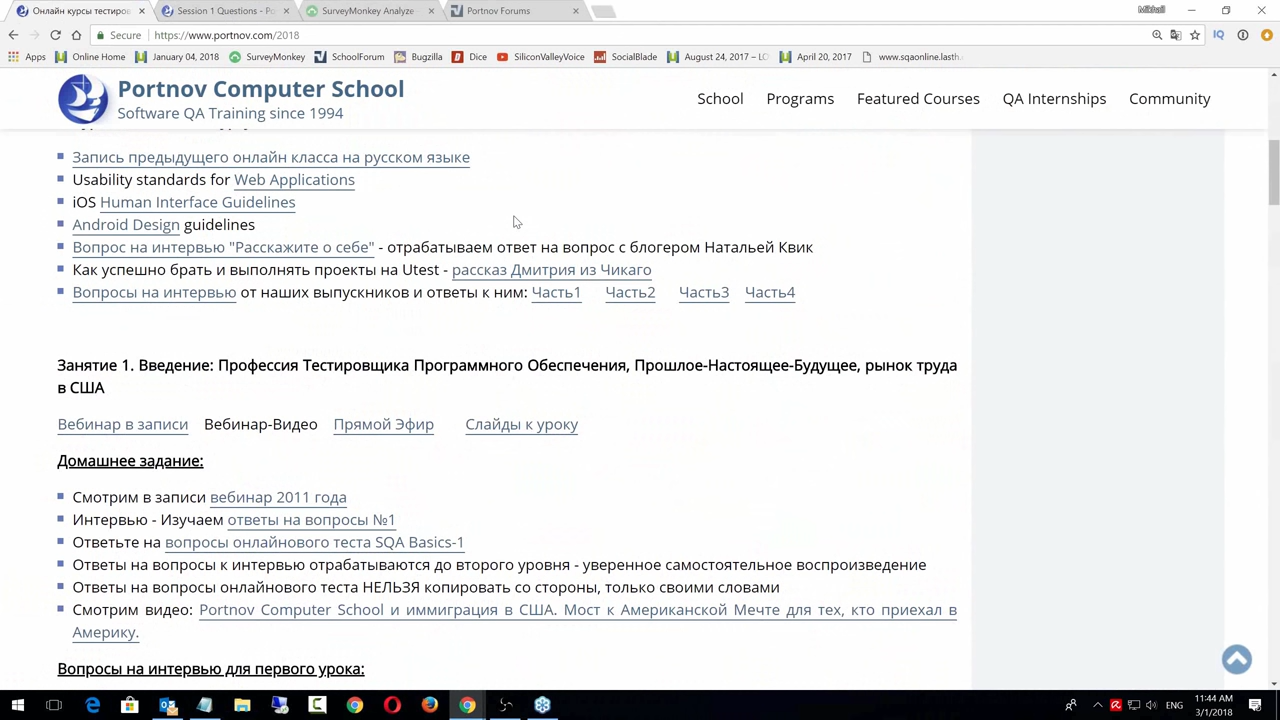 Онлайн курсы тестиров
Session 1 Questions - Po
SurveyMonkey Analyze
Portnov Forums
Mikhail
Secure
https://www.portnov.com/2018
Apps
Online Home
January 04, 2018
SurveyMonkey
SchoolForum
Bugzilla
Dice
SiliconValleyVoice
SocialBlade
August 24, 2017 – LO
April 20, 2017
www.sqaonline.lasth
Portnov Computer School
Software QA Training since 1994
School
Programs
Featured Courses
QA Internships
Community
Запись предыдущего онлайн класса на русском языке
Usability standards for Web Applications
iOS Human Interface Guidelines
Android Design guidelines
Вопрос на интервью "Расскажите о себе" - отрабатываем ответ на вопрос с блогером Натальей Квик
Как успешно брать и выполнять проекты на Utest - рассказ Дмитрия из Чикаго
Вопросы на интервью от наших выпускников и ответы к ним: Часть1 Часть2 Часть3 Часть4
Занятие 1. Введение: Профессия Тестировщика Программного Обеспечения, Прошлое-Настоящее-Будущее, рынок труда
в США
Вебинар в записи Вебинар-Видео Прямой Эфир Слайды к уроку
Домашнее задание:
Смотрим в записи вебинар 2011 года
Интервью - Изучаем ответы на вопросы №1
Ответьте на вопросы онлайнового теста SQA Basics-1
Ответы на вопросы к интервью отрабатываются до второго уровня - уверенное самостоятельное воспроизведение
Ответы на вопросы онлайнового теста НЕЛЬЗЯ копировать со стороны, только своими словами
Смотрим видео: Portnov Computer School и иммиграция в США. Мост к Американской Мечте для тех, кто приехал в
Америку.
Вопросы на интервью для первого урока:
ENG
11:44 AM
3/1/2018